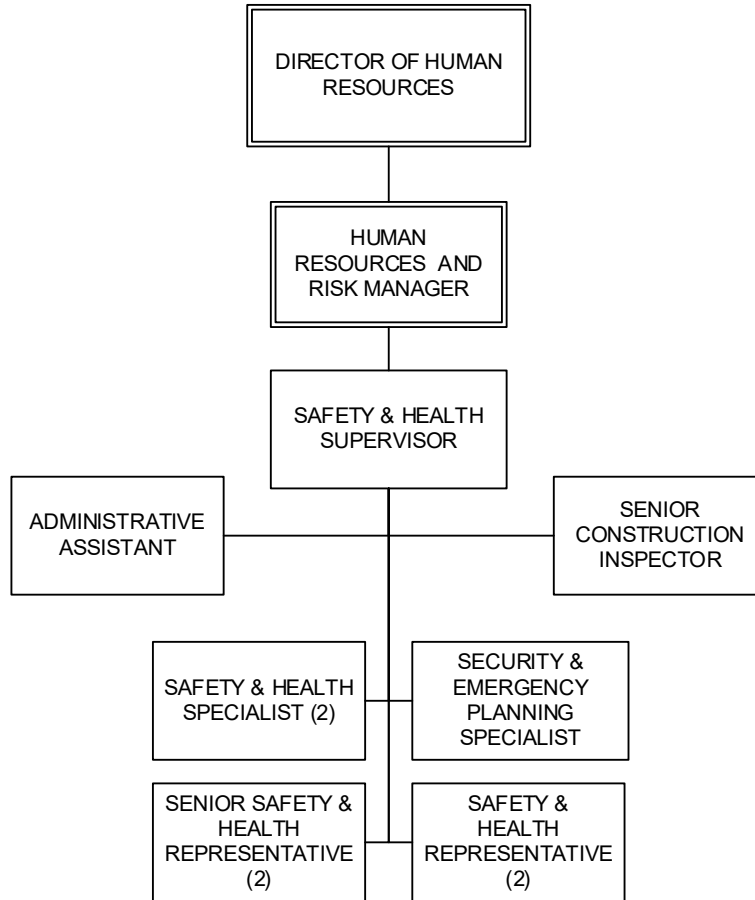 DIRECTOR OF HUMAN
RESOURCES
HUMAN
RESOURCES AND
RISK MANAGER
SAFETY & HEALTH
SUPERVISOR
ADMINISTRATIVE
ASSISTANT
SENIOR
CONSTRUCTION
INSPECTOR
SAFETY & HEALTH
SPECIALIST (2)
SECURITY &
EMERGENCY
PLANNING
SPECIALIST
SENIOR SAFETY &
HEALTH
REPRESENTATIVE
(2)
SAFETY &
HEALTH
REPRESENTATIVE
(2)